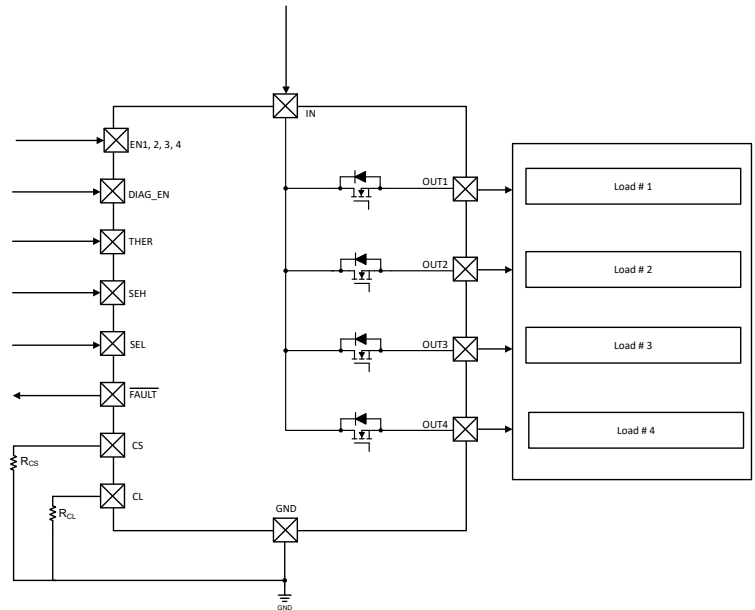 IN
EN1, 2, 3, 4
DIAG_EN
THER
SEH
SEL
FAULT
CS
CL
RCS
RCL
GND
GND
OUT1
OUT2
OUT3
OUT4
Load # 1
Load # 2
Load # 3
Load # 4